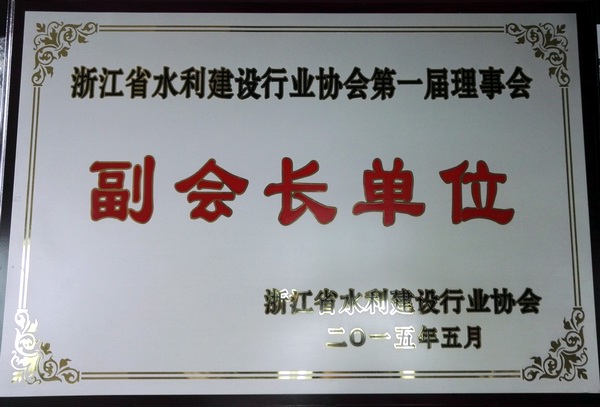 浙江省水利建设行业协会第一届理事会
副会长单位
浙江省水利建设行业协会
二〇一五年五月